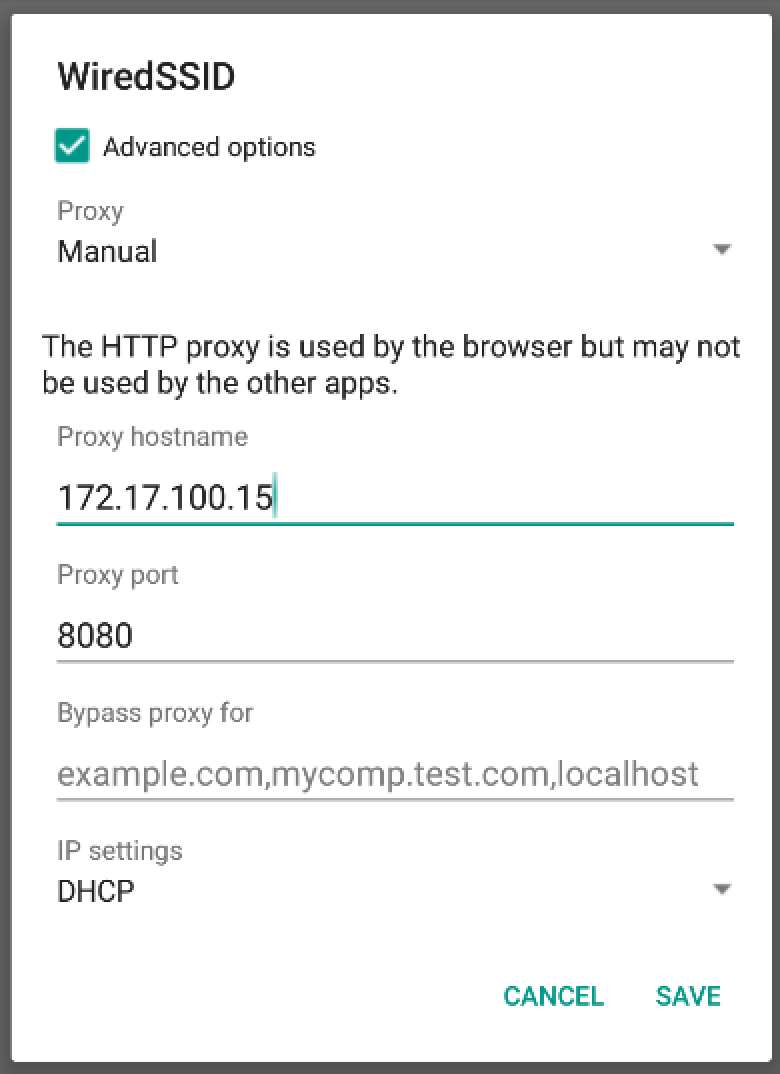 WiredSSID
Advanced options
Proxy
Manual
The HTTP proxy is used by the browser but may not
be used by the other apps.
Proxy hostname
172.17.100.15
Proxy port
8080
Bypass proxy for
example.com,mycomp.test.com,localhost
IP settings
DHCP
CANCEL SAVE